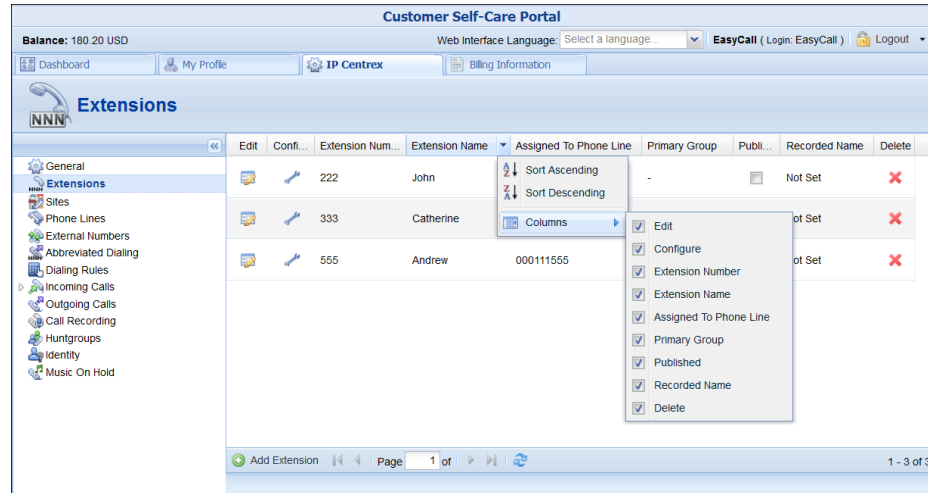 Customer Self-Care Portal
Balance: 180.20 USD
Web Interface Language: Select a language... EasyCall ( Login: EasyCall ) Logout
Dashboard My Profile IP Centrex Billing Information
NNN Extensions
Edit Confi... Extension Num... Extension Name Assigned To Phone Line Primary Group Publi... Recorded Name Delete
General
Extensions
Sites
Phone Lines
External Numbers
Abbreviated Dialing
Dialing Rules
Incoming Calls
Outgoing Calls
Call Recording
Huntgroups
Identity
Music On Hold
222 John - Not Set
333 Catherine ot Set
555 Andrew 000111555 ot Set
Sort Ascending
Sort Descending
Columns
Edit
Configure
Extension Number
Extension Name
Assigned To Phone Line
Primary Group
Published
Recorded Name
Delete
Add Extension Page 1 of 1 - 3 of 3